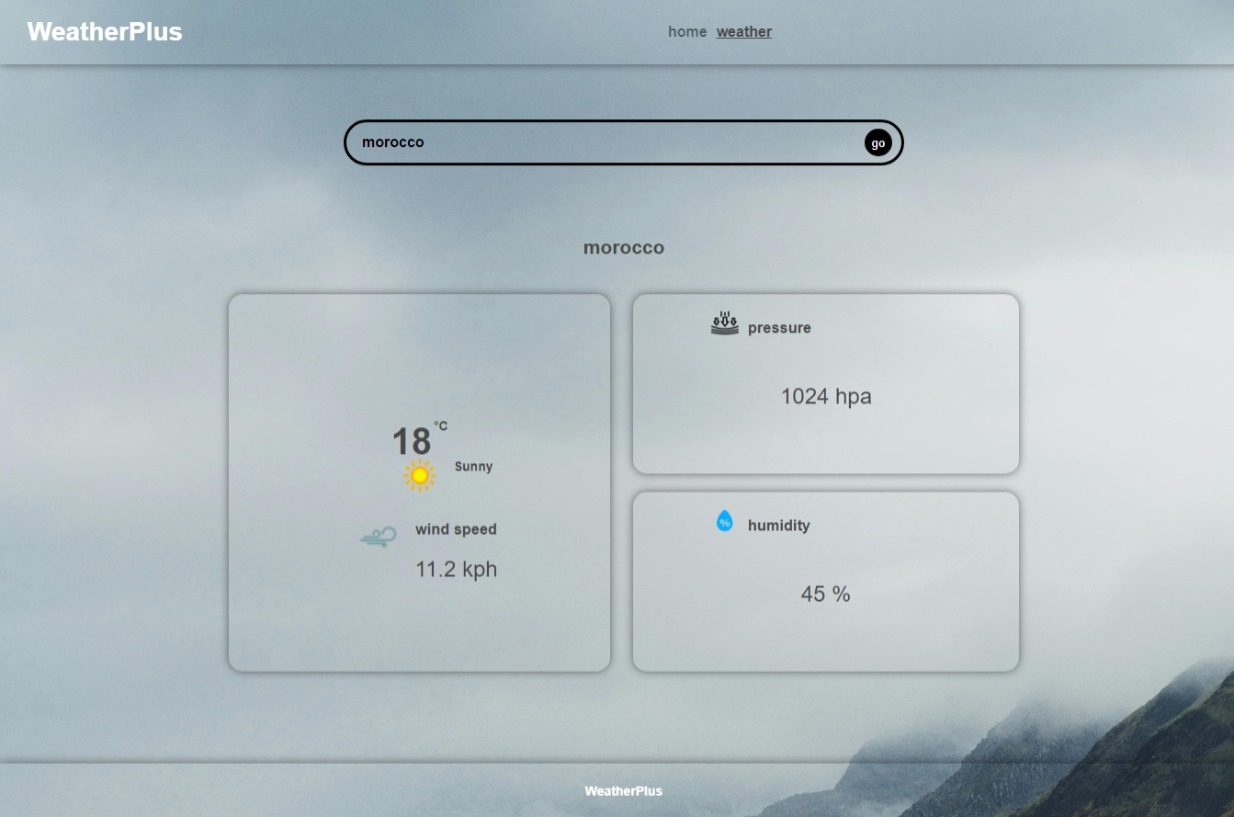 WeatherPlus
home weather
morocco
go
morocco
18 °C
Sunny
wind speed
11.2 kph
pressure
1024 hpa
%
humidity
45 %
WeatherPlus